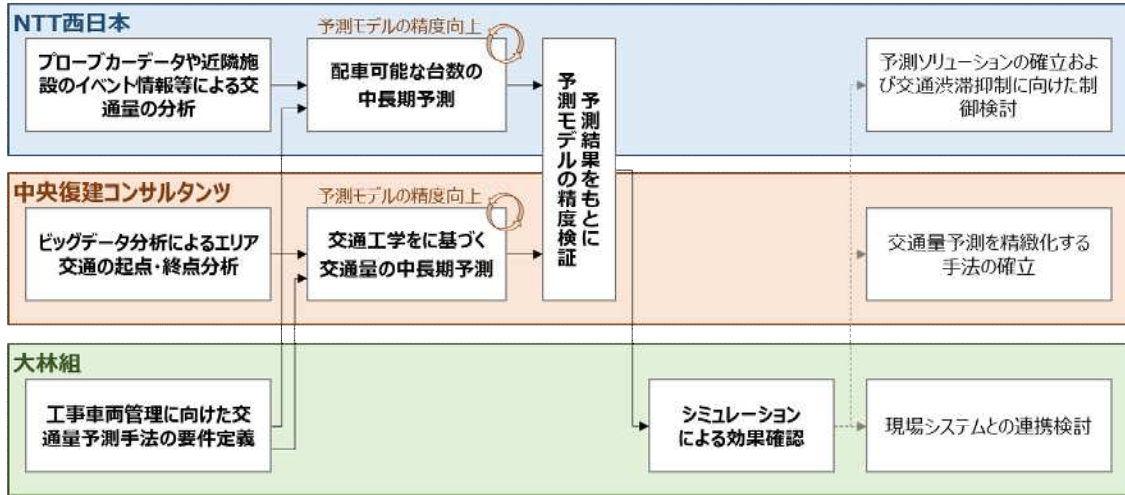 NTT西日本
プローブカーデータや近隣施
設のイベント情報等による交
通量の分析
予測モデルの精度向上
配車可能な台数の
中長期予測
予測結果をもとに
予測モデルの精度検証
予測ソリューションの確立およ
び交通渋滞抑制に向けた制
御検討
中央復建コンサルタンツ
ビッグデータ分析によるエリア
交通の起点・終点分析
予測モデルの精度向上
交通工学をに基づく
交通量の中長期予測
交通量予測を精緻化する
手法の確立
大林組
工事車両管理に向けた交
通量予測手法の要件定義
シミュレーション
による効果確認
現場システムとの連携検討